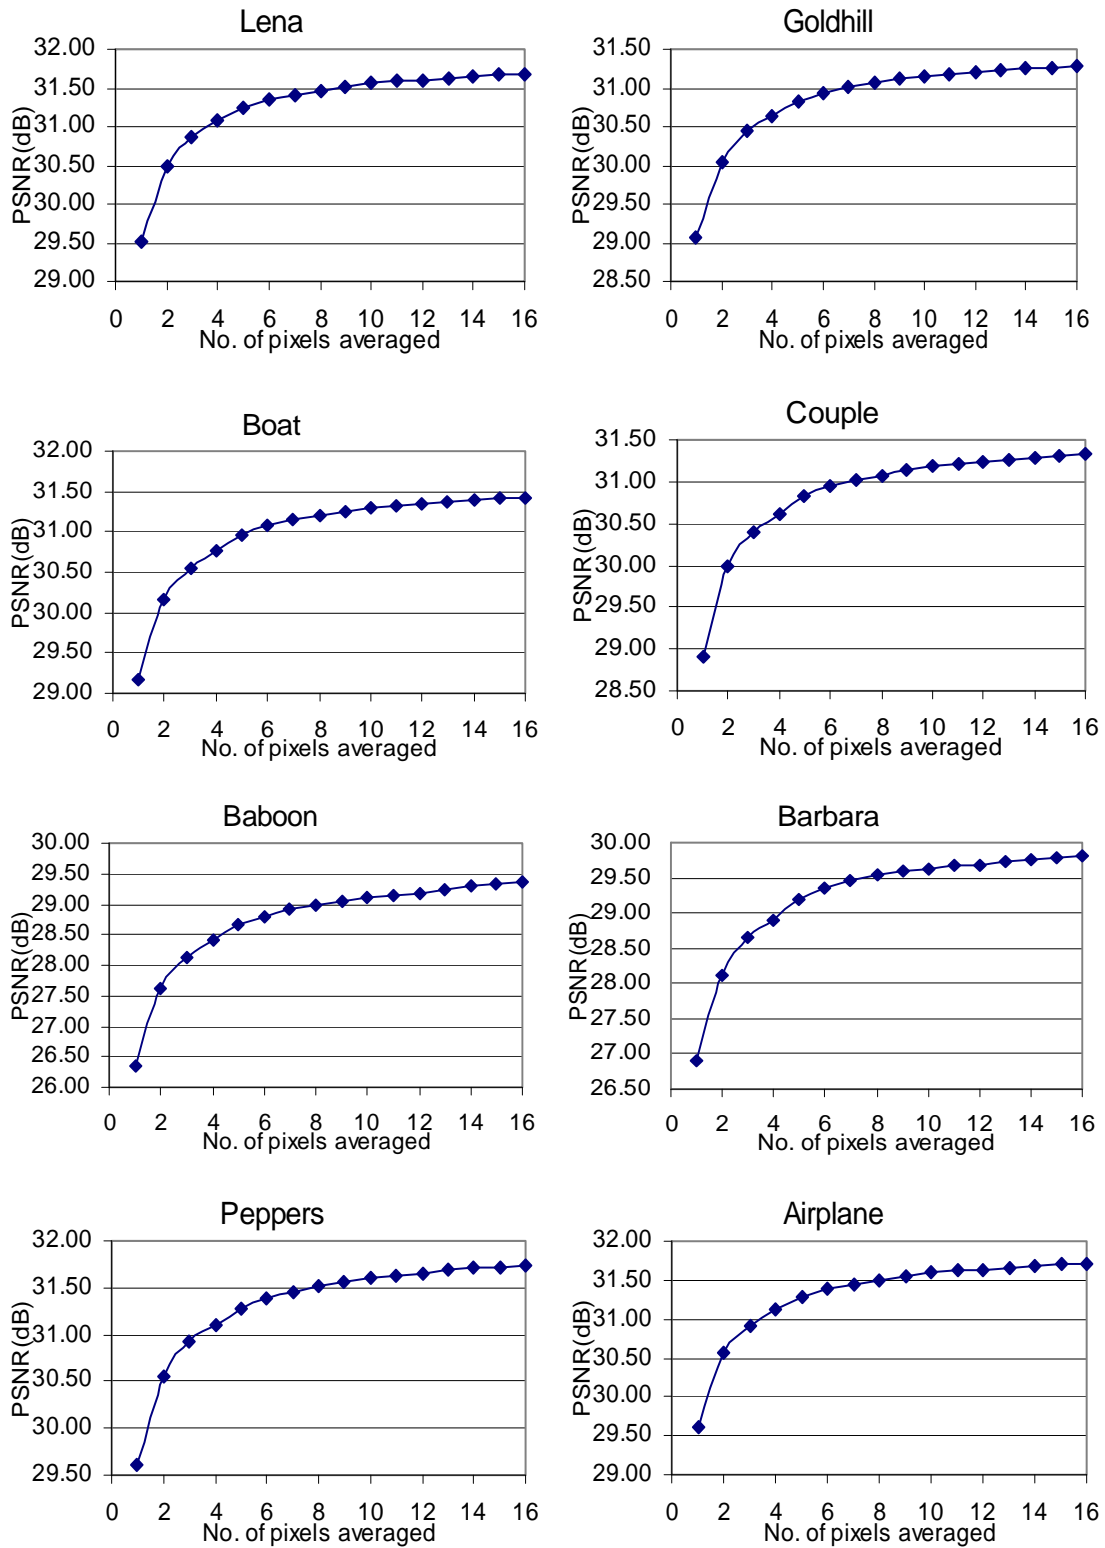 Lena
32.00
31.50
31.00
30.50
30.00
29.50
29.00
PSNR(dB)
0 2 4 6 8 10 12 14 16
No. of pixels averaged
Goldhill
31.50
31.00
30.50
30.00
29.50
29.00
28.50
PSNR(dB)
0 2 4 6 8 10 12 14 16
No. of pixels averaged
Boat
32.00
31.50
31.00
30.50
30.00
29.50
29.00
PSNR(dB)
0 2 4 6 8 10 12 14 16
No. of pixels averaged
Couple
31.50
31.00
30.50
30.00
29.50
29.00
28.50
PSNR(dB)
0 2 4 6 8 10 12 14 16
No. of pixels averaged
Baboon
30.00
29.50
29.00
28.50
28.00
27.50
27.00
26.50
26.00
PSNR(dB)
0 2 4 6 8 10 12 14 16
No. of pixels averaged
Barbara
30.00
29.50
29.00
28.50
28.00
27.50
27.00
26.50
PSNR(dB)
0 2 4 6 8 10 12 14 16
No. of pixels averaged
Peppers
32.00
31.50
31.00
30.50
30.00
29.50
PSNR(dB)
0 2 4 6 8 10 12 14 16
No. of pixels averaged
Airplane
32.00
31.50
31.00
30.50
30.00
29.50
29.00
PSNR(dB)
0 2 4 6 8 10 12 14 16
No. of pixels averaged